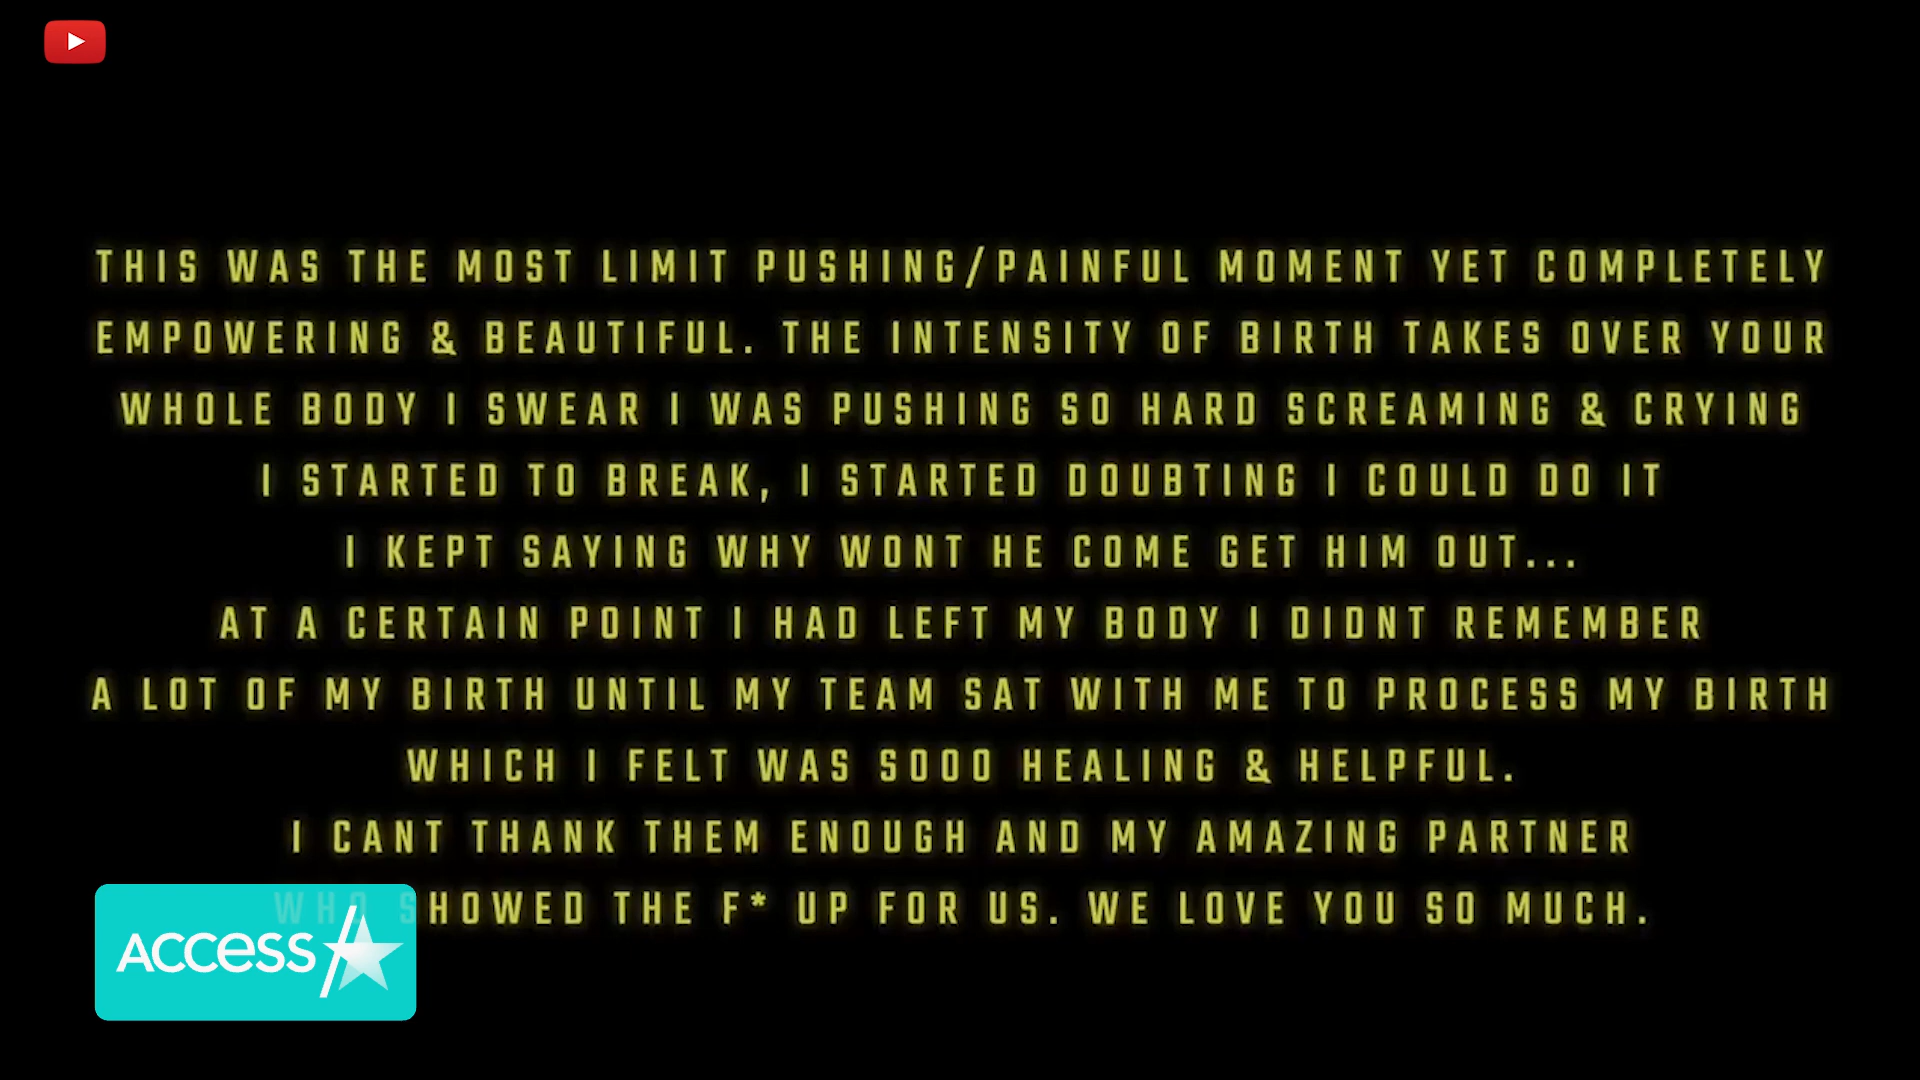 THIS WAS THE MOST LIMIT PUSHING/PAINFUL MOMENT YET COMPLETELY
EMPOWERING & BEAUTIFUL. THE INTENSITY OF BIRTH TAKES OVER YOUR
WHOLE BODY I SWEAR I WAS PUSHING SO HARD SCREAMING & CRYING
I STARTED TO BREAK, I STARTED DOUBTING I COULD DO IT
I KEPT SAYING WHY WONT HE COME GET HIM OUT...
AT A CERTAIN POINT I HAD LEFT MY BODY I DIDNT REMEMBER
A LOT OF MY BIRTH UNTIL MY TEAM SAT WITH ME TO PROCESS MY BIRTH
WHICH I FELT WAS SOOO HEALING & HELPFUL.
I CANT THANK THEM ENOUGH AND MY AMAZING PARTNER
WHO SHOWED THE F* UP FOR US. WE LOVE YOU SO MUCH.
ACCESS